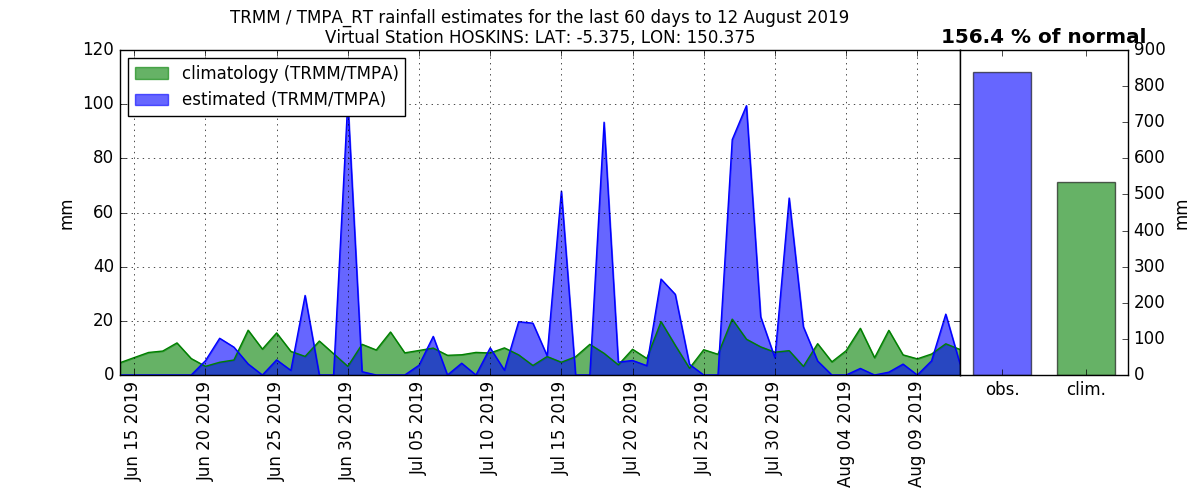 TRMM / TMPA_RT rainfall estimates for the last 60 days to 12 August 2019
Virtual Station HOSKINS: LAT: -5.375, LON: 150.375
156.4 % of normal
climatology (TRMM/TMPA)
estimated (TRMM/TMPA)
mm
120
100
80
60
40
20
0
Jun 15 2019
Jun 20 2019
Jun 25 2019
Jun 30 2019
Jul 05 2019
Jul 10 2019
Jul 15 2019
Jul 20 2019
Jul 25 2019
Jul 30 2019
Aug 04 2019
Aug 09 2019
obs.
clim.
900
800
700
600
500
400
300
200
100
0
mm